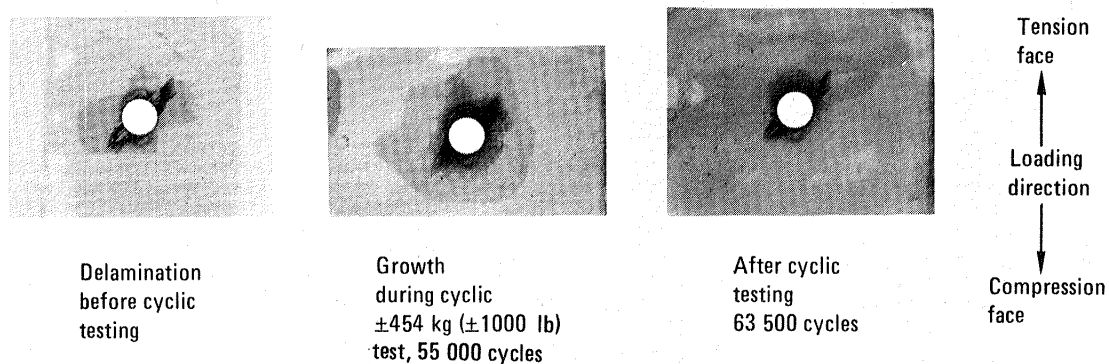 Delamination
before cyclic
testing
Growth
during cyclic
±454 kg (±1000 lb)
test, 55 000 cycles
After cyclic
testing
63 500 cycles
Tension
face
Loading
direction
Compression
face